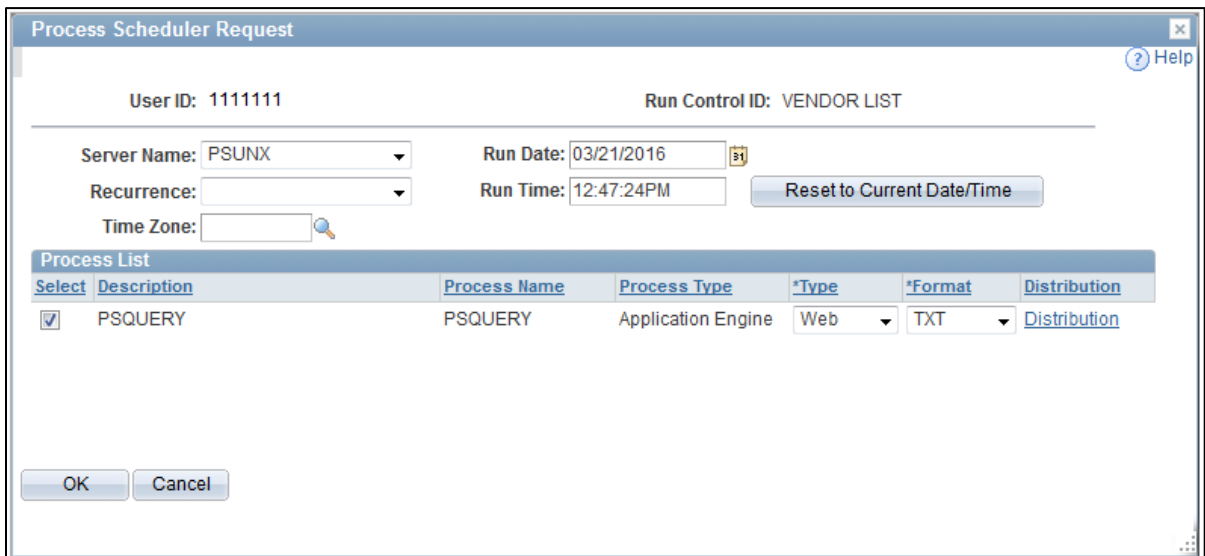 Process Scheduler Request
Help
User ID: 1111111 Run Control ID: VENDOR LIST
Server Name: PSUNX Run Date: 03/21/2016 31
Recurrence: Run Time: 12:47:24PM Reset to Current Date/Time
Time Zone:
Process List
Select Description Process Name Process Type *Type *Format Distribution
PSQUERY PSQUERY Application Engine Web TXT Distribution
OK Cancel